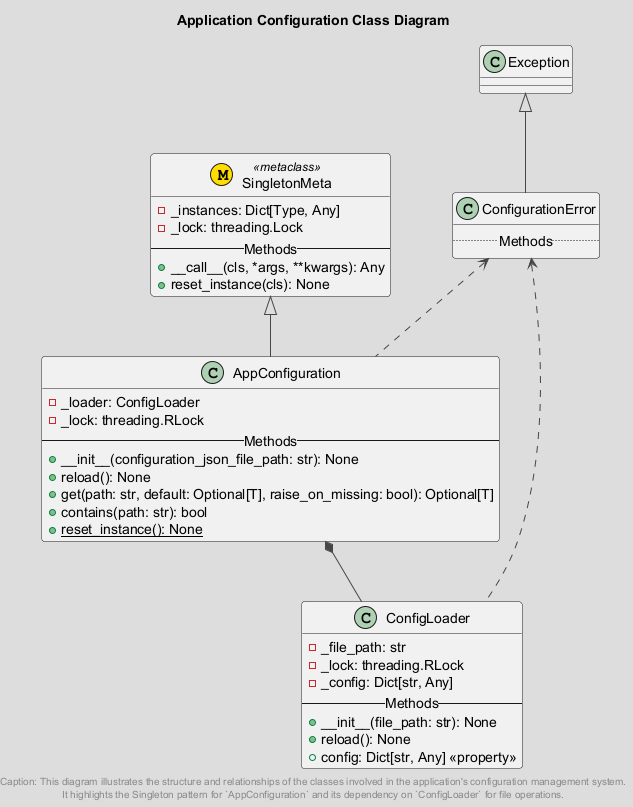 Application Configuration Class Diagram
C Exception
M «metaclass»
SingletonMeta
_instances: Dict[Type, Any]
_lock: threading.Lock
Methods
__call__(cls, *args, **kwargs): Any
reset_instance(cls): None
C ConfigurationError
Methods
C AppConfiguration
_loader: ConfigLoader
_lock: threading.RLock
Methods
__init__(configuration_json_file_path: str): None
reload(): None
get(path: str, default: Optional[T], raise_on_missing: bool): Optional[T]
contains(path: str): bool
reset_instance(): None
C ConfigLoader
_file_path: str
_lock: threading.RLock
_config: Dict[str, Any]
Methods
__init__(file_path: str): None
reload(): None
config: Dict[str, Any] «property»
Caption: This diagram illustrates the structure and relationships of the classes involved in the application's configuration management system.
It highlights the Singleton pattern for `AppConfiguration` and its dependency on `ConfigLoader` for file operations.